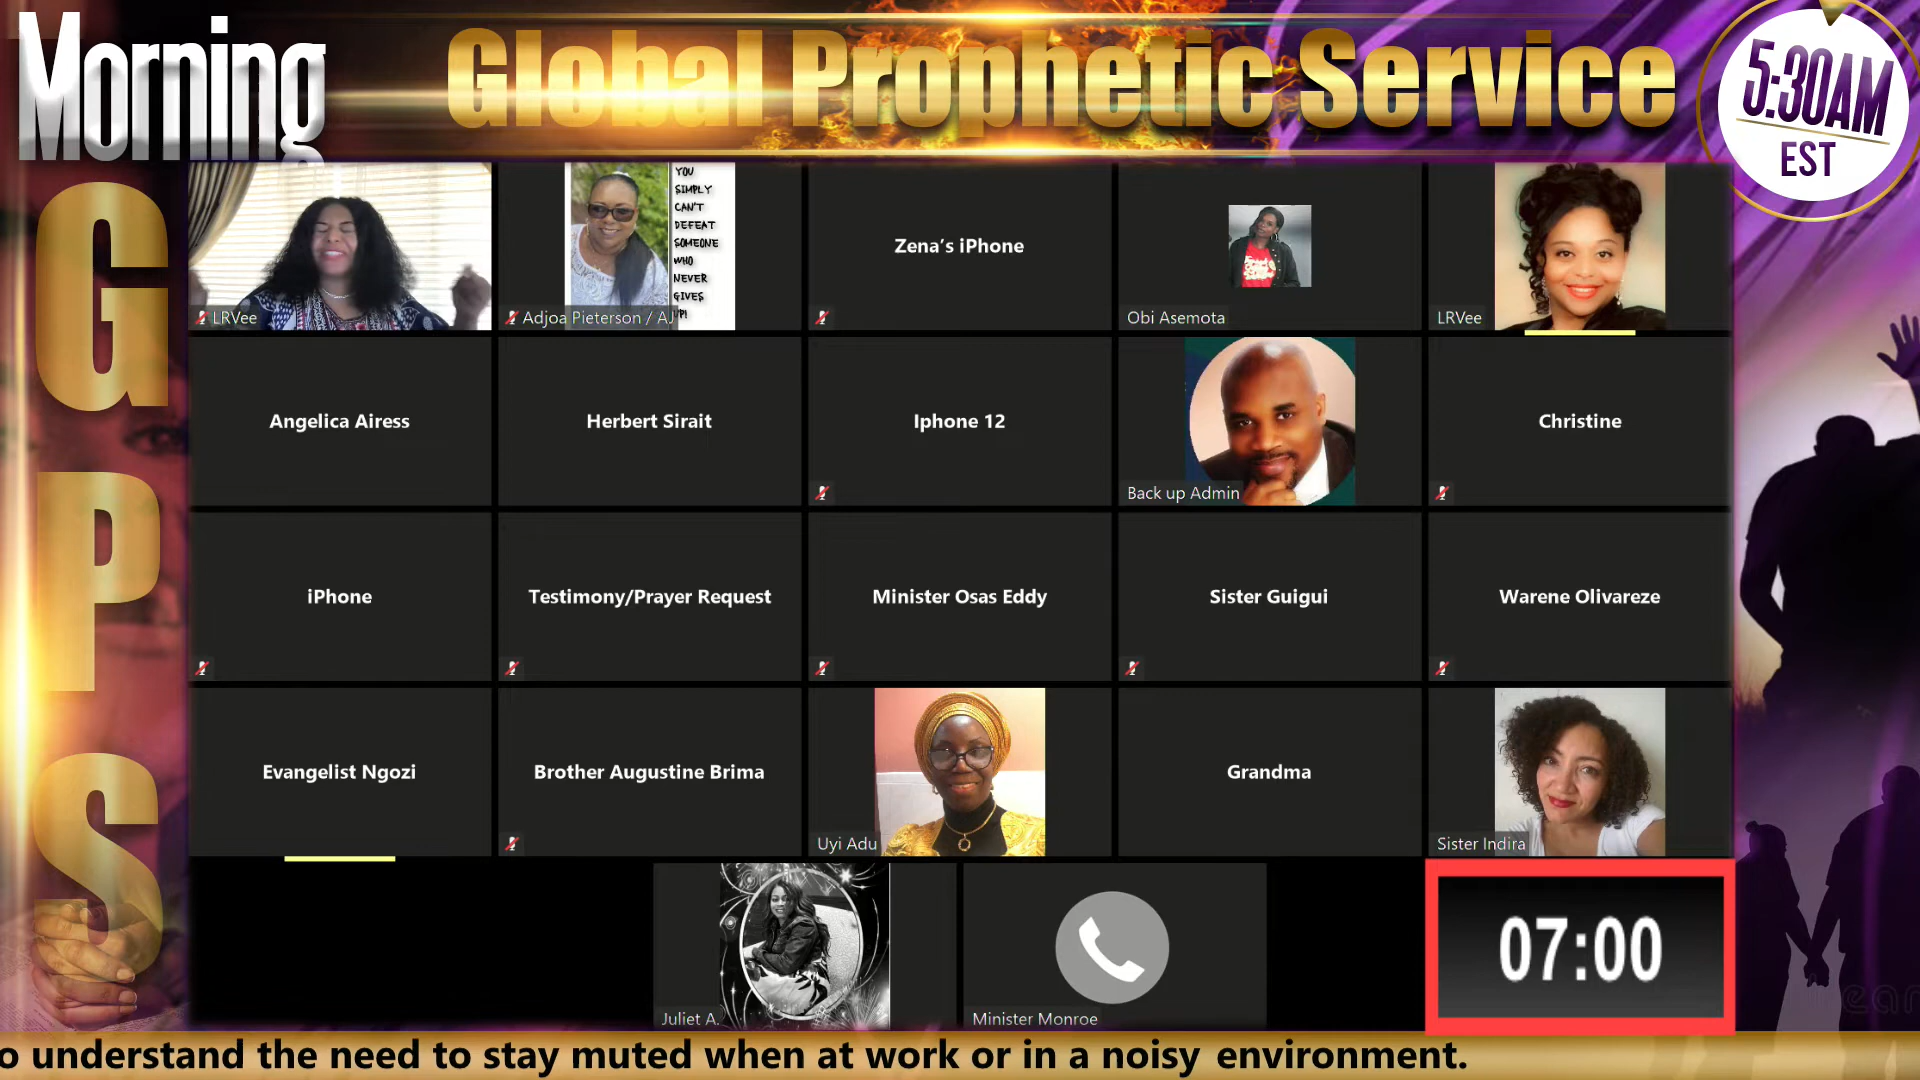 Morning
Global Prophetic Service
5:30AM
EST
G
P
S
LRVee
YOU
SIMPLY
CAN'T
DEFEAT
SOMEONE
WHO
NEVER
GIVES
UP!
Adjoa Pieterson / AJ
Zena's iPhone
Obi Asemota
LRVee
Angelica Airess
Herbert Sirait
Iphone 12
Back up Admin
Christine
iPhone
Testimony/Prayer Request
Minister Osas Eddy
Sister Guigui
Warene Olivareze
Evangelist Ngozi
Brother Augustine Brima
Uyi Adu
Grandma
Sister Indira
Juliet A.
Minister Monroe
07:00
o understand the need to stay muted when at work or in a noisy environment.